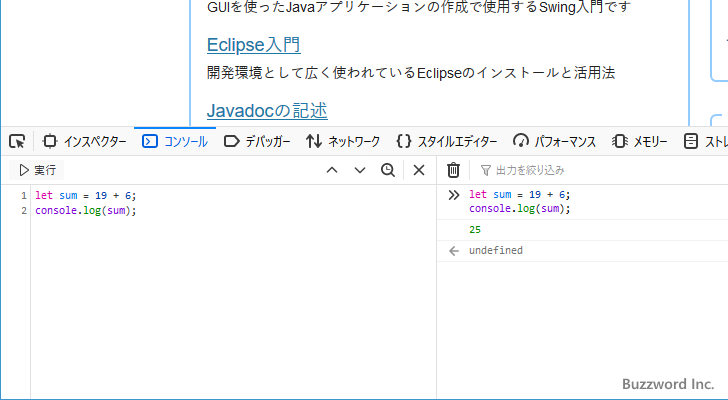 GUIを使ったJavaアプリケーションの作成で使用するSwing入門です
Eclipse入門
開発環境として広く使われているEclipseのインストールと活用法
Javadocの記述
インスペクター コンソール デバッガー ネットワーク スタイルエディター パフォーマンス メモリー ストレ
実行
出力を絞り込み
1 let sum = 19 + 6;
2 console.log(sum);
let sum = 19 + 6;
console.log(sum);
25
undefined
Buzzword Inc.